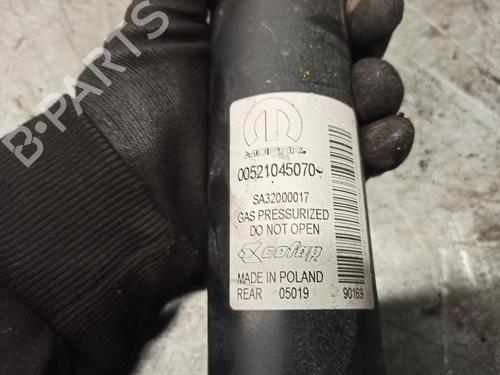 MOPAR.
00521045070
SA32000017
GAS PRESSURIZED
DO NOT OPEN
cofap
MADE IN POLAND
REAR 05019 90169
B-PARTS